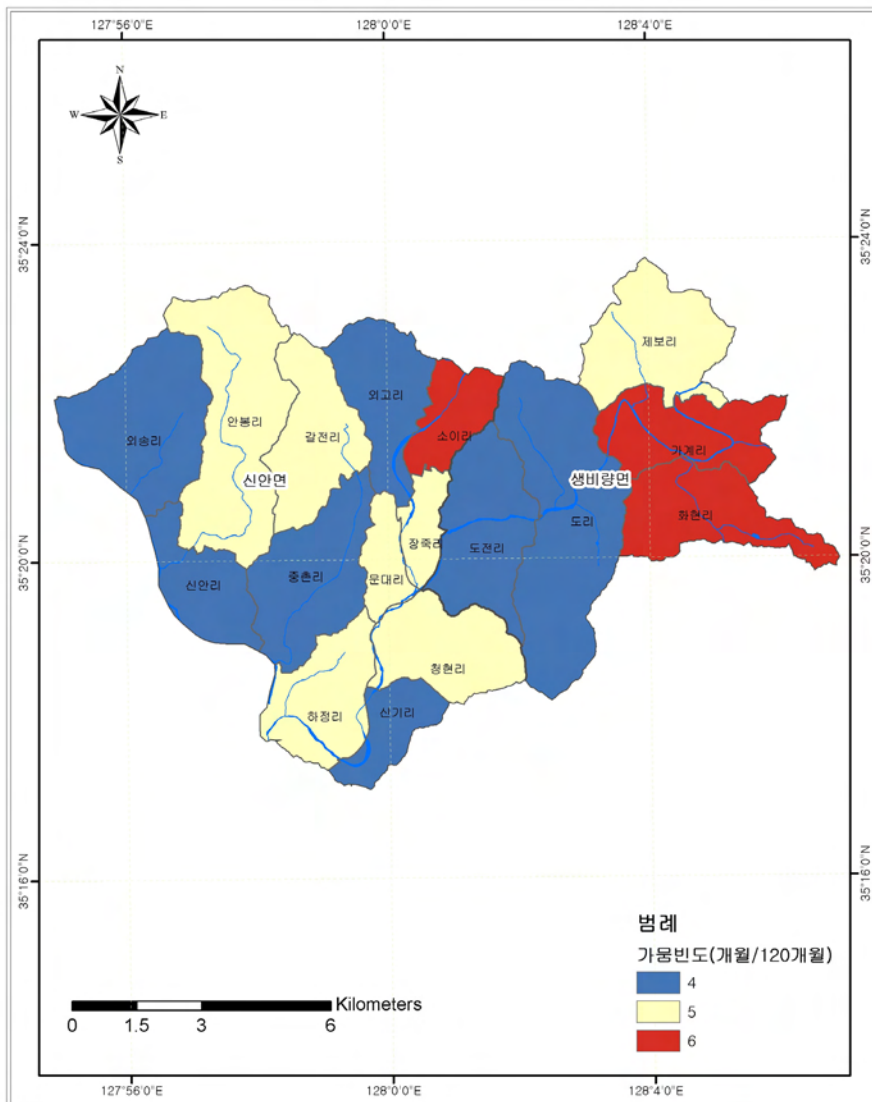 127°56'0"E
128°0'0"E
128°4'0"E
N
W
E
S
35°24'0"N
35°24'0"N
제보리
외고리
안봉리
갈전리
소이리
외송리
가계리
신안면
생비량면
화현리
장죽리
도전리
도리
35°20'0"N
35°20'0"N
신안리
중촌리
문대리
청현리
하정리
산기리
35°16'0"N
35°16'0"N
범례
가뭄빈도(개월/120개월)
4
5
6
Kilometers
0 1.5 3 6
127°56'0"E
128°0'0"E
128°4'0"E